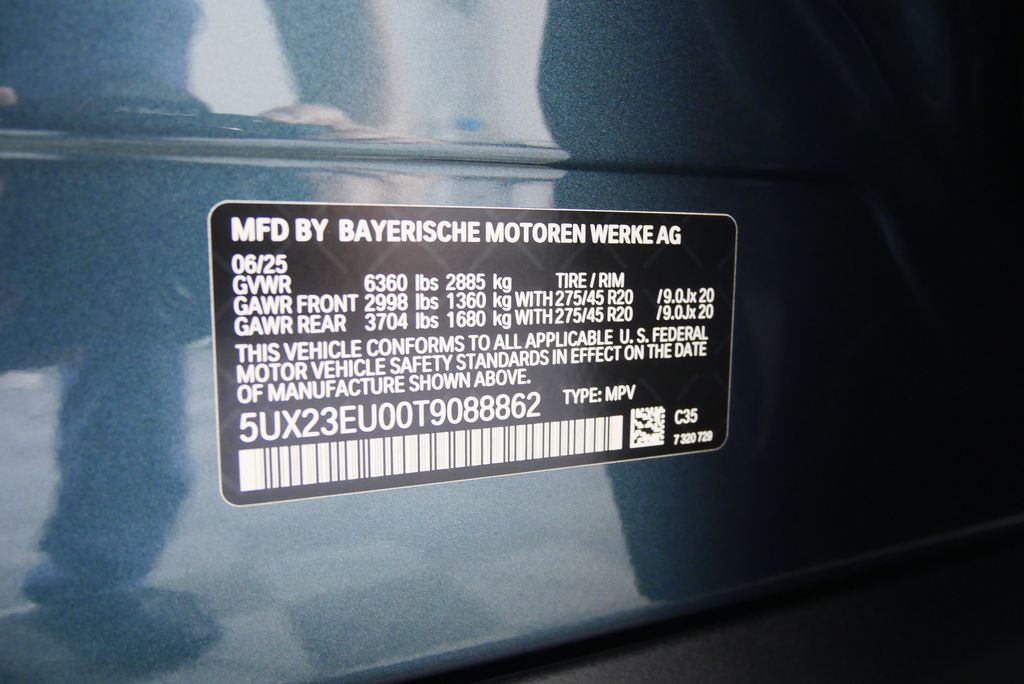 MFD BY BAYERISCHE MOTOREN WERKE AG
06/25
GVWR 6360 lbs 2885 kg TIRE / RIM
GAWR FRONT 2998 lbs 1360 kg WITH 275/45 R20 /9.0Jx 20
GAWR REAR 3704 lbs 1680 kg WITH 275/45 R20 /9.0Jx 20
THIS VEHICLE CONFORMS TO ALL APPLICABLE U. S. FEDERAL
MOTOR VEHICLE SAFETY STANDARDS IN EFFECT ON THE DATE
OF MANUFACTURE SHOWN ABOVE.
5UX23EU00T9088862 TYPE: MPV
C35
7 320 729